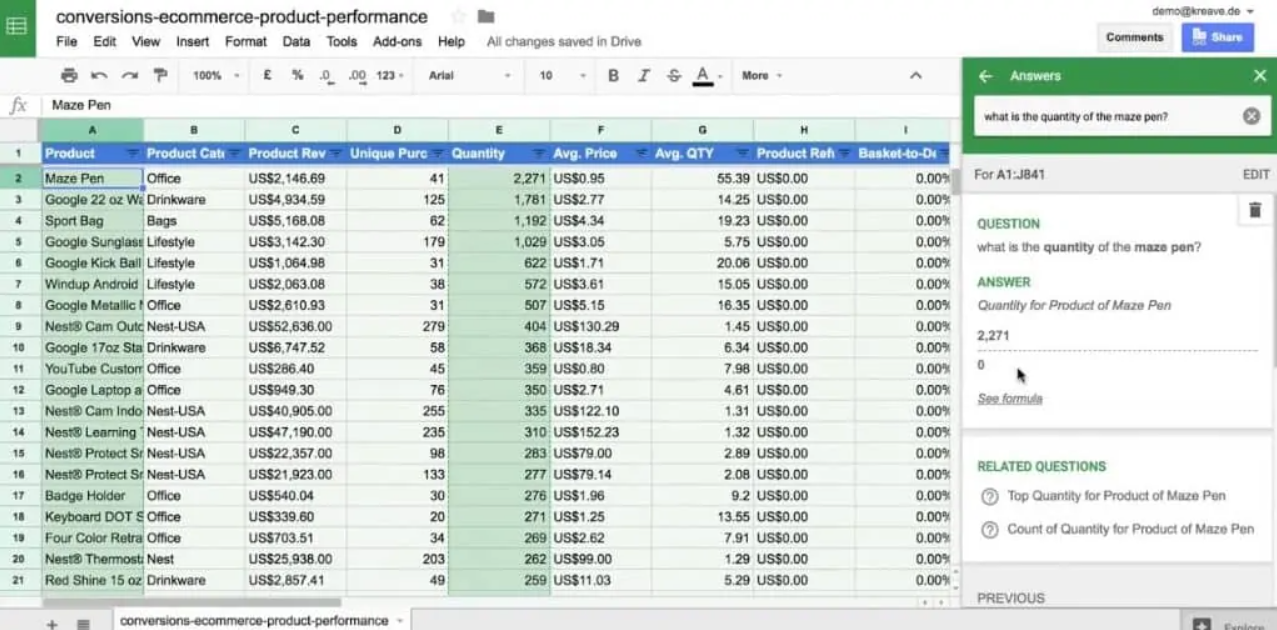 conversions-ecommerce-product-performance
demo@kreave.de
File Edit View Insert Format Data Tools Add-ons Help All changes saved in Drive
Comments Share
100% £ % .0 .00 123 Arial 10 B I S A More
fx Maze Pen
A B C D E F G H I
1 Product Product Cat Product Rev Unique Purc Quantity Avg. Price Avg. QTY Product Ref Basket-to-De
2 Maze Pen Office US$2,146.69 41 2,271 US$0.95 55.39 US$0.00 0.00%
3 Google 22 oz Wa Drinkware US$4,934.59 125 1,781 US$2.77 14.25 US$0.00 0.00%
4 Sport Bag Bags US$5,168.08 62 1,192 US$4.34 19.23 US$0.00 0.00%
5 Google Sunglass Lifestyle US$3,142.30 179 1,029 US$3.05 5.75 US$0.00 0.00%
6 Google Kick Ball Lifestyle US$1,064.98 31 622 US$1.71 20.06 US$0.00 0.00%
7 Windup Android Lifestyle US$2,063.08 38 572 US$3.61 15.05 US$0.00 0.00%
8 Google Metallic Office US$2,610.93 31 507 US$5.15 16.35 US$0.00 0.00%
9 Nest® Cam Outd Nest-USA US$52,636.00 279 404 US$130.29 1.45 US$0.00 0.00%
10 Google 17oz Sta Drinkware US$6,747.52 58 368 US$18.34 6.34 US$0.00 0.00%
11 YouTube Custom Office US$286.40 45 359 US$0.80 7.98 US$0.00 0.00%
12 Google Laptop a Office US$949.30 76 350 US$2.71 4.61 US$0.00 0.00%
13 Nest® Cam Indo Nest-USA US$40,905.00 255 335 US$122.10 1.31 US$0.00 0.00%
14 Nest® Learning Nest-USA US$47,190.00 235 310 US$152.23 1.32 US$0.00 0.00%
15 Nest® Protect Sm Nest-USA US$22,357.00 98 283 US$79.00 2.89 US$0.00 0.00%
16 Nest® Protect Sm Nest-USA US$21,923.00 133 277 US$79.14 2.08 US$0.00 0.00%
17 Badge Holder Office US$540.04 30 276 US$1.96 9.2 US$0.00 0.00%
18 Keyboard DOT S Office US$339.60 20 271 US$1.25 13.55 US$0.00 0.00%
19 Four Color Retra Office US$703.51 34 269 US$2.62 7.91 US$0.00 0.00%
20 Nest® Thermosta Nest US$25,938.00 203 262 US$99.00 1.29 US$0.00 0.00%
21 Red Shine 15 oz Drinkware US$2,857.41 49 259 US$11.03 5.29 US$0.00 0.00%
conversions-ecommerce-product-performance
Answers
what is the quantity of the maze pen?
For A1:J841 EDIT
QUESTION
what is the quantity of the maze pen?
ANSWER
Quantity for Product of Maze Pen
2,271
0
See formula
RELATED QUESTIONS
Top Quantity for Product of Maze Pen
Count of Quantity for Product of Maze Pen
PREVIOUS
Explore